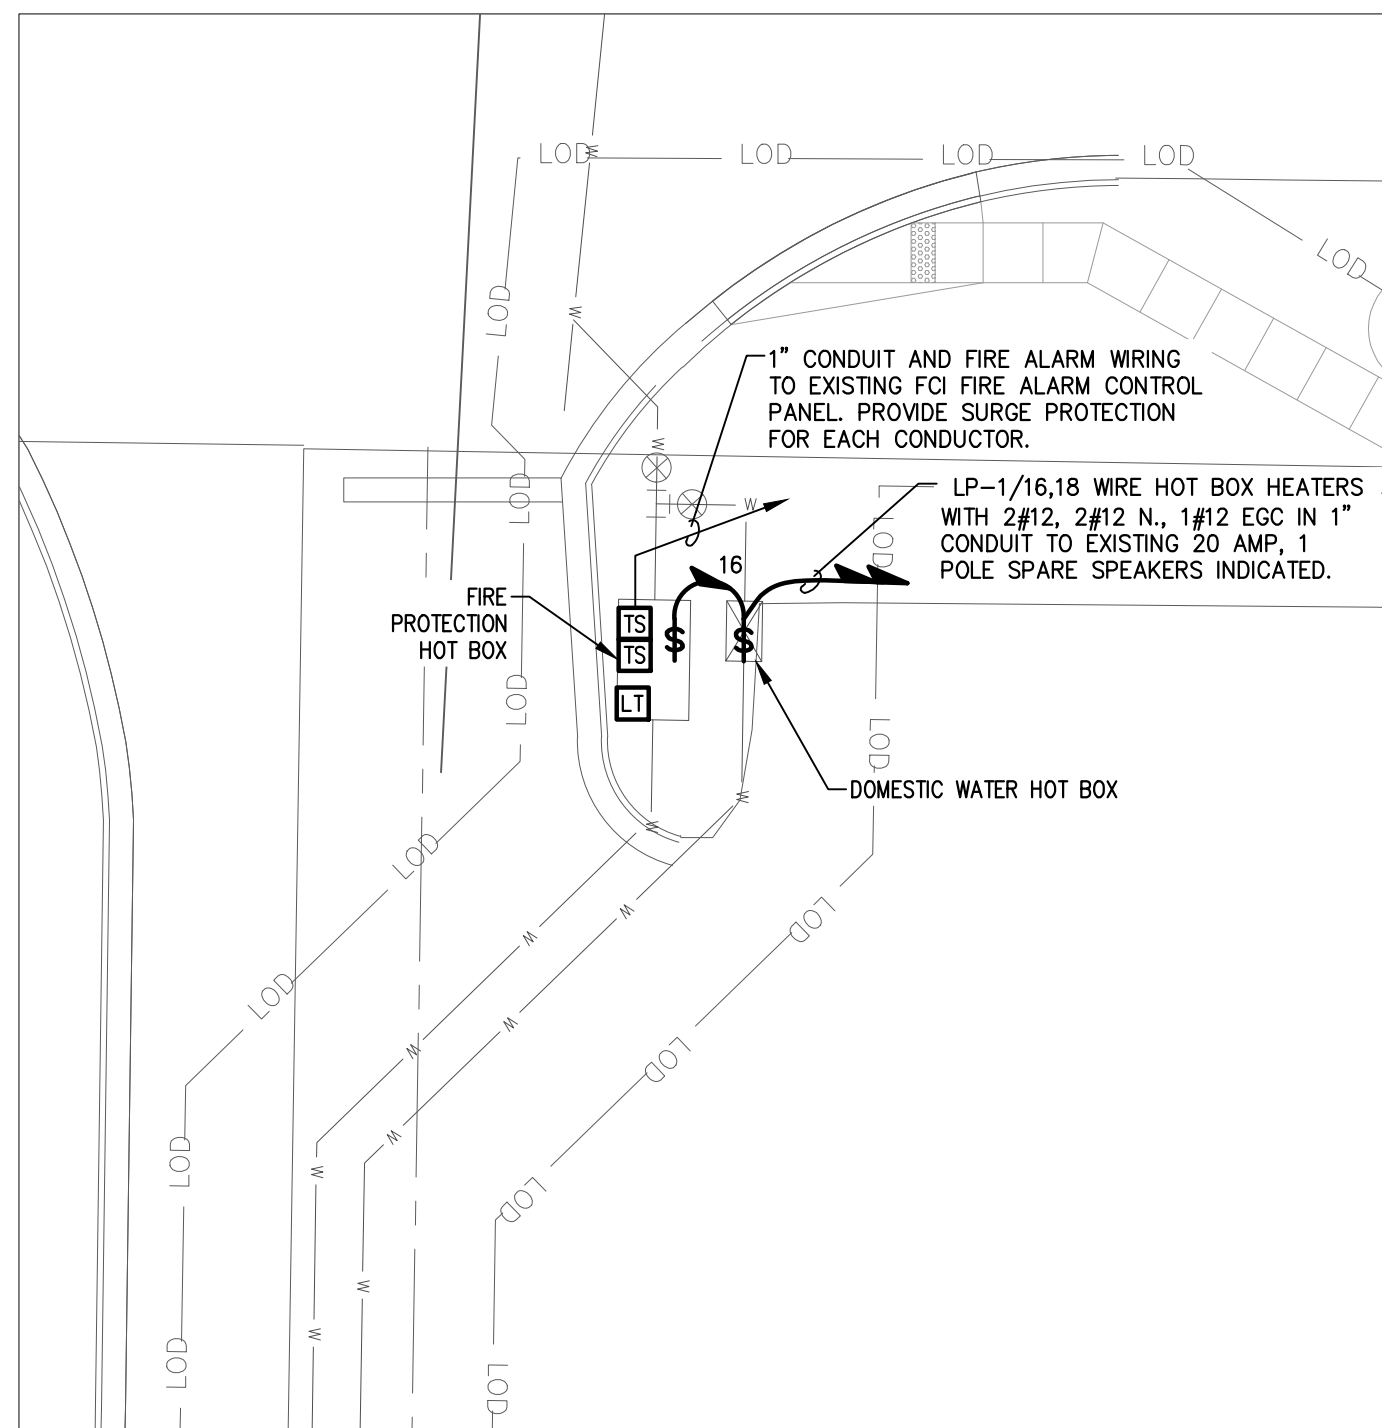 LOD W LOD LOD LOD
LOD
LOD
W
1" CONDUIT AND FIRE ALARM WIRING
TO EXISTING FCI FIRE ALARM CONTROL
PANEL. PROVIDE SURGE PROTECTION
FOR EACH CONDUCTOR.
W
LOD
W
LP-1/16,18 WIRE HOT BOX HEATERS
WITH 2#12, 2#12 N., 1#12 EGC IN 1"
CONDUIT TO EXISTING 20 AMP, 1
POLE SPARE SPEAKERS INDICATED.
LOD
16
FIRE
PROTECTION
HOT BOX
TS
TS
$
$
LT
LOD
LOD
DOMESTIC WATER HOT BOX
W
W
LOD
W
LOD
W
LOD
W
W
LOD
W
LOD
W
LOD
W
W
LOD
LOD